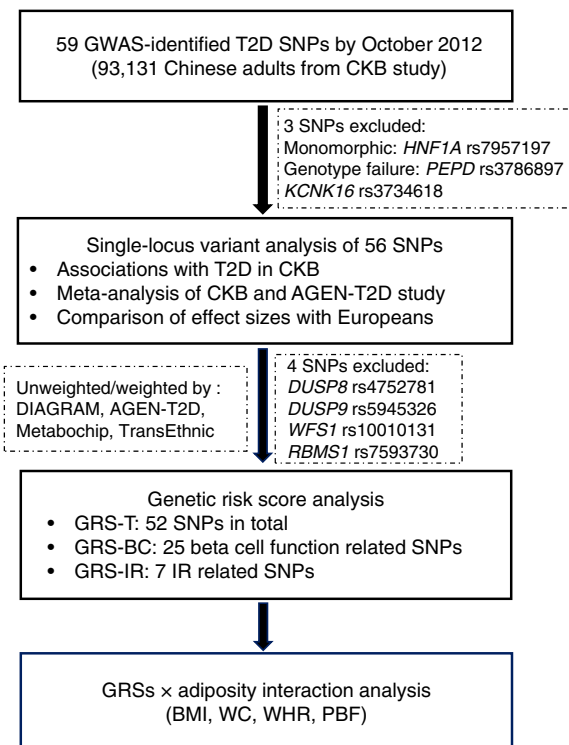 59 GWAS-identified T2D SNPs by October 2012
(93,131 Chinese adults from CKB study)
3 SNPs excluded:
Monomorphic: HNF1A rs7957197
Genotype failure: PEPD rs3786897
KCNK16 rs3734618
Single-locus variant analysis of 56 SNPs
• Associations with T2D in CKB
• Meta-analysis of CKB and AGEN-T2D study
• Comparison of effect sizes with Europeans
Unweighted/weighted by :
DIAGRAM, AGEN-T2D,
Metabochip, TransEthnic
4 SNPs excluded:
DUSP8 rs4752781
DUSP9 rs5945326
WFS1 rs10010131
RBMS1 rs7593730
Genetic risk score analysis
• GRS-T: 52 SNPs in total
• GRS-BC: 25 beta cell function related SNPs
• GRS-IR: 7 IR related SNPs
GRSs × adiposity interaction analysis
(BMI, WC, WHR, PBF)